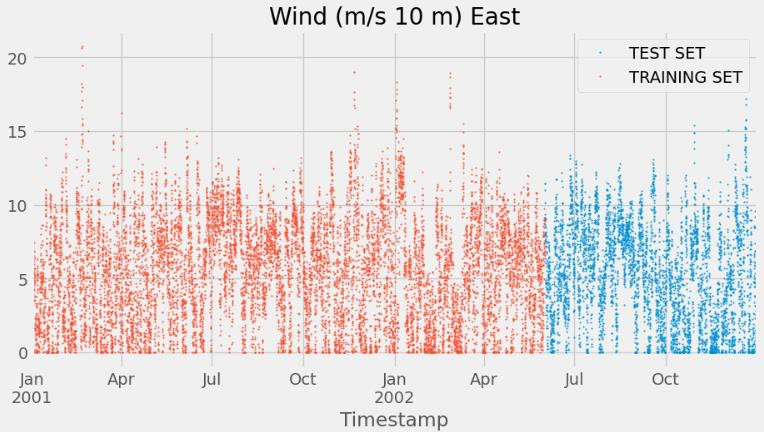 Wind (m/s 10 m) East
TEST SET
TRAINING SET
20
15
10
5
0
Jan Apr Jul Oct Jan Apr Jul Oct
2001 2002
Timestamp